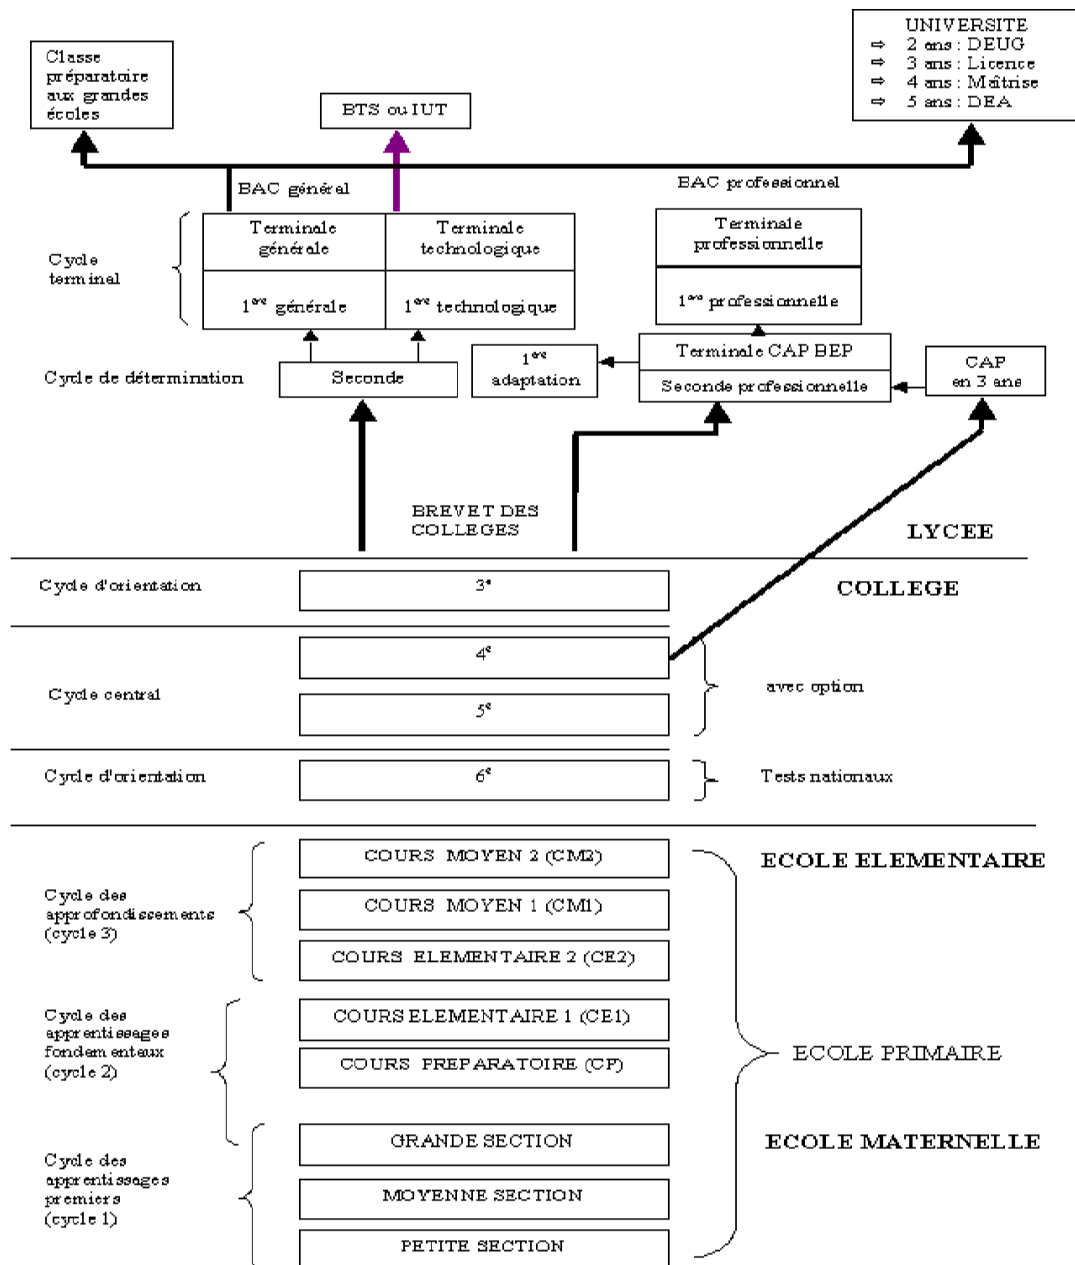 UNIVERSITE
⇨ 2 ans : DEUG
⇨ 3 ans : Licence
⇨ 4 ans : Maîtrise
⇨ 5 ans : DEA
Classe
préparatoire
aux grandes
écoles
BTS ou IUT
BAC général
BAC professionnel
Terminale
générale
Terminale
technologique
Terminale
professionnelle
Cycle
terminal
1ère générale
1ère technologique
1ère professionnelle
Cycle de détermination
Seconde
1ère
adaptation
Terminale CAP BEP
Seconde professionnelle
CAP
en 3 ans
BREVET DES
COLLEGES
LYCEE
Cycle d'orientation
3e
COLLEGE
4e
Cycle central
avec option
5e
Cycle d'orientation
6e
Tests nationaux
COURS MOYEN 2 (CM2)
ECOLE ELEMENTAIRE
Cycle des
approfondissements
(cycle 3)
COURS MOYEN 1 (CM1)
COURS ELEMENTAIRE 2 (CE2)
Cycle des
apprentissages
fondamentaux
(cycle 2)
COURS ELEMENTAIRE 1 (CE1)
COURS PREPARATOIRE (CP)
ECOLE PRIMAIRE
GRANDE SECTION
ECOLE MATERNELLE
Cycle des
apprentissages
premiers
(cycle 1)
MOYENNE SECTION
PETITE SECTION